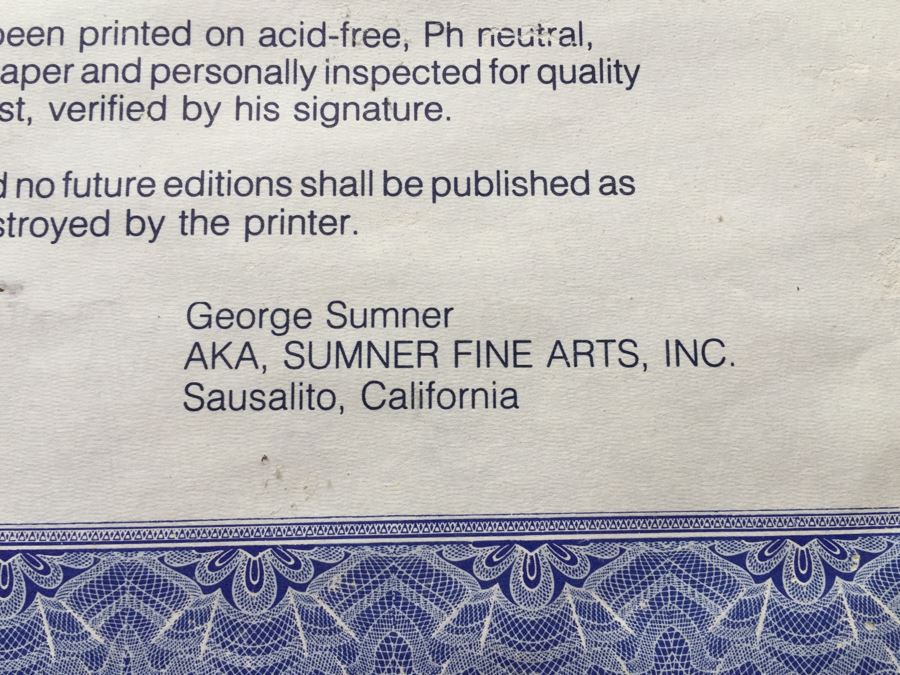 been printed on acid-free, Ph neutral,
aper and personally inspected for quality
st, verified by his signature.
d no future editions shall be published as
stroyed by the printer.
George Sumner
AKA, SUMNER FINE ARTS, INC.
Sausalito, California